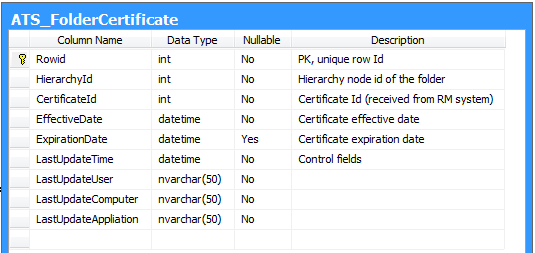 ATS_FolderCertificate
Column Name Data Type Nullable Description
Rowid int No PK, unique row Id
HierarchyId int No Hierarchy node id of the folder
CertificateId int No Certificate Id (received from RM system)
EffectiveDate datetime No Certificate effective date
ExpirationDate datetime Yes Certificate expiration date
LastUpdateTime datetime No Control fields
LastUpdateUser nvarchar(50) No
LastUpdateComputer nvarchar(50) No
LastUpdateAppliation nvarchar(50) No